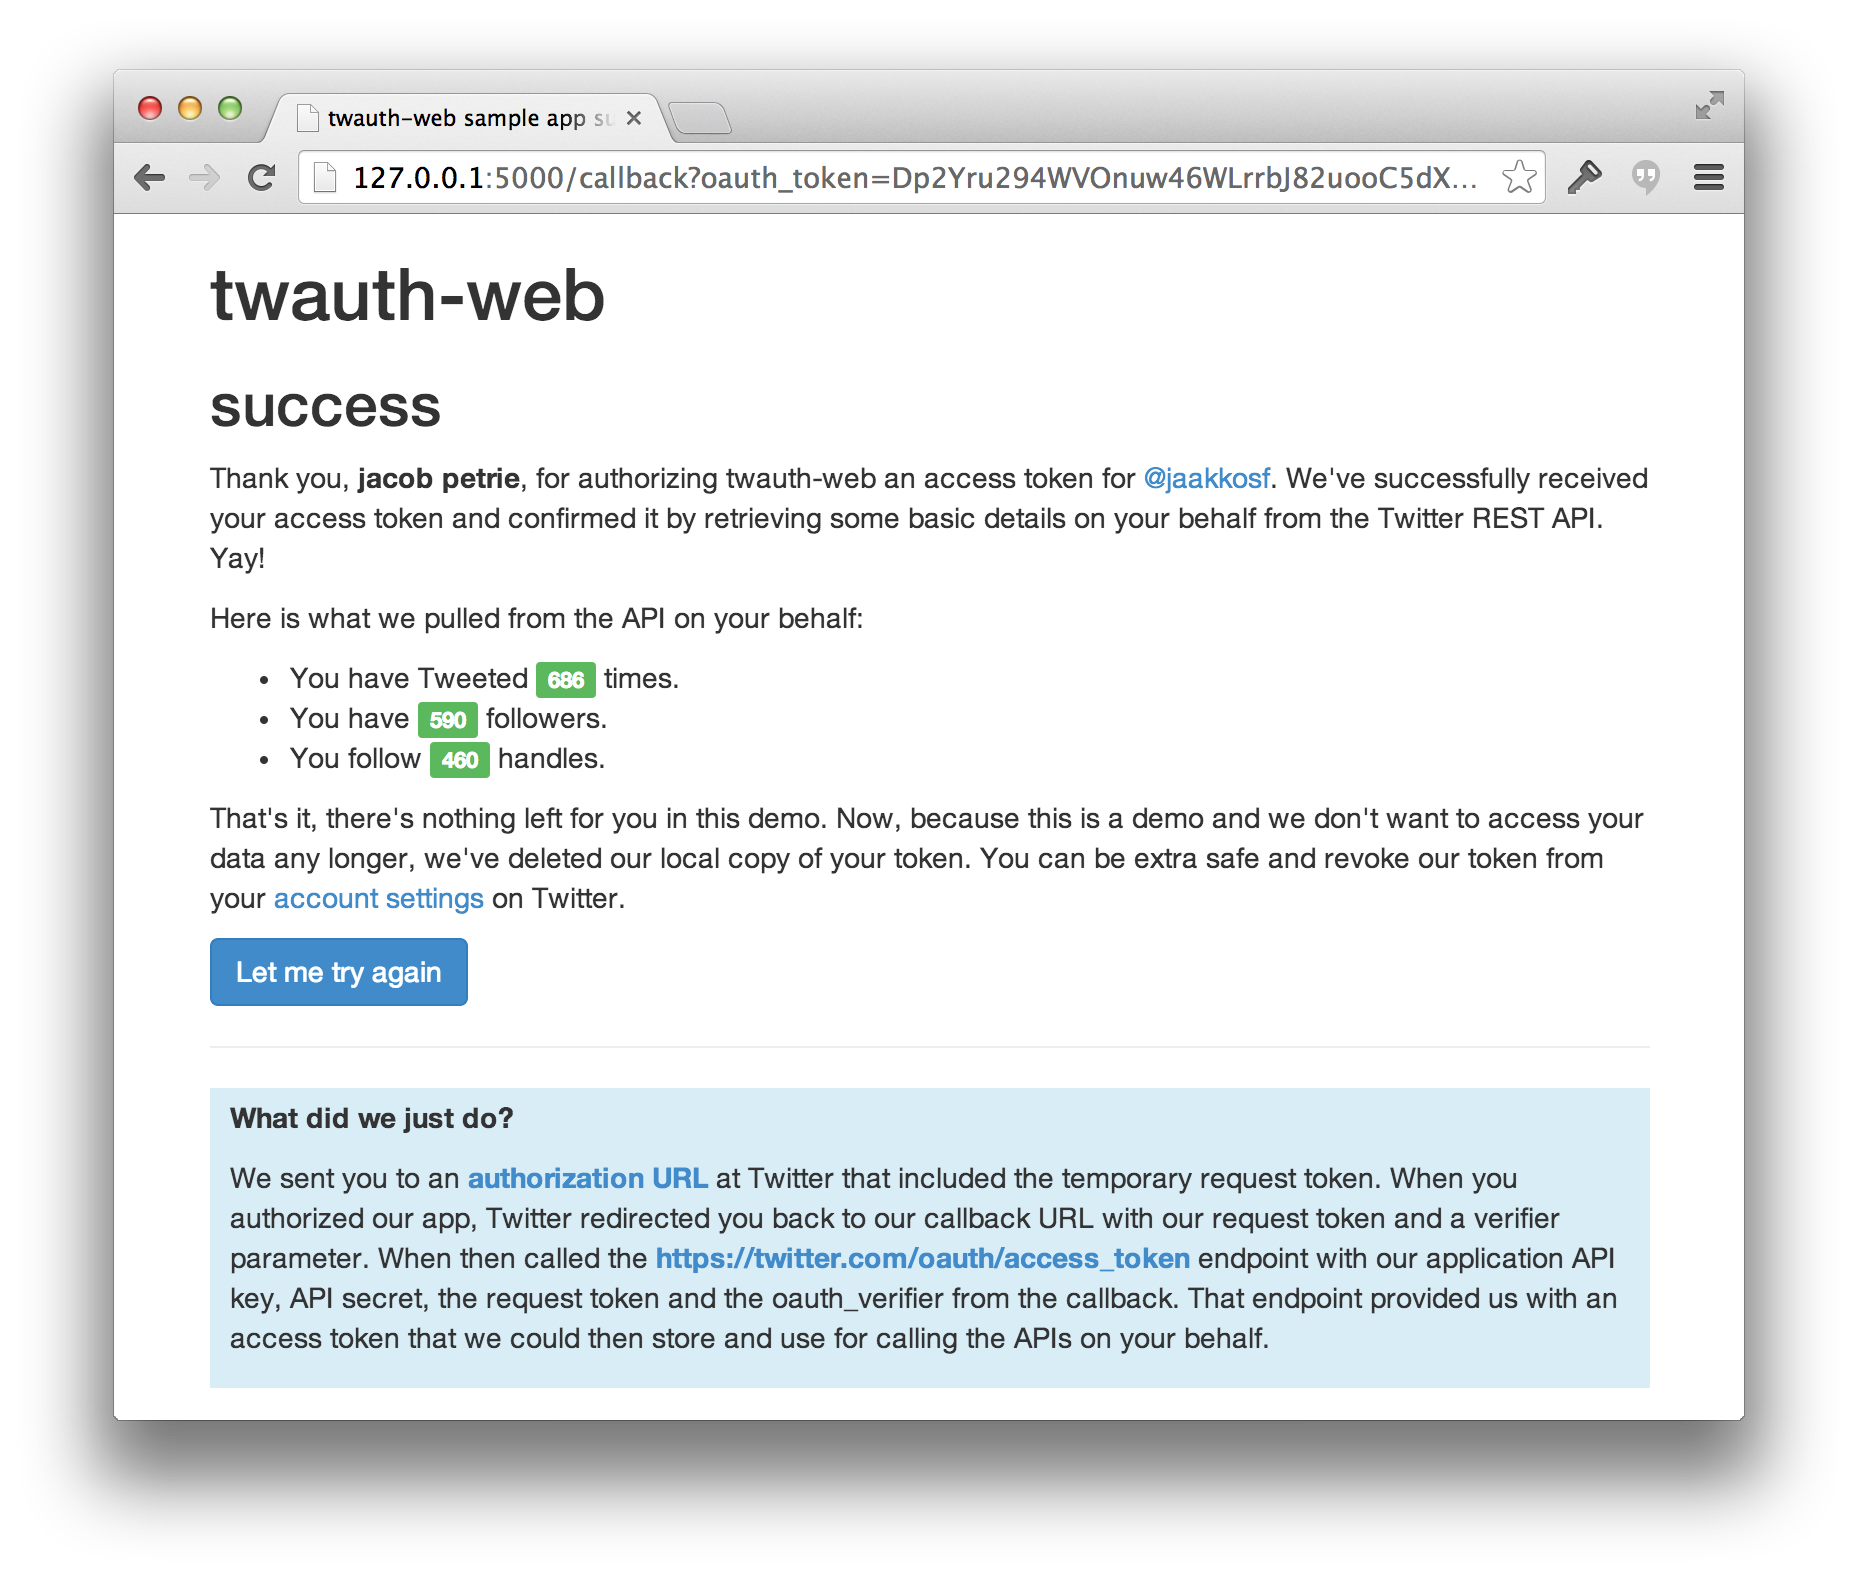 twauth-web sample app su
127.0.0.1:5000/callback?oauth_token=Dp2Yru294WVOnuw46WLrrbJ82uooC5dX...
twauth-web
success
Thank you, jacob petrie, for authorizing twauth-web an access token for @jaakkosf. We've successfully received
your access token and confirmed it by retrieving some basic details on your behalf from the Twitter REST API.
Yay!
Here is what we pulled from the API on your behalf:
• You have Tweeted 686 times.
• You have 590 followers.
• You follow 460 handles.
That's it, there's nothing left for you in this demo. Now, because this is a demo and we don't want to access your
data any longer, we've deleted our local copy of your token. You can be extra safe and revoke our token from
your account settings on Twitter.
Let me try again
What did we just do?
We sent you to an authorization URL at Twitter that included the temporary request token. When you
authorized our app, Twitter redirected you back to our callback URL with our request token and a verifier
parameter. When then called the https://twitter.com/oauth/access_token endpoint with our application API
key, API secret, the request token and the oauth_verifier from the callback. That endpoint provided us with an
access token that we could then store and use for calling the APIs on your behalf.